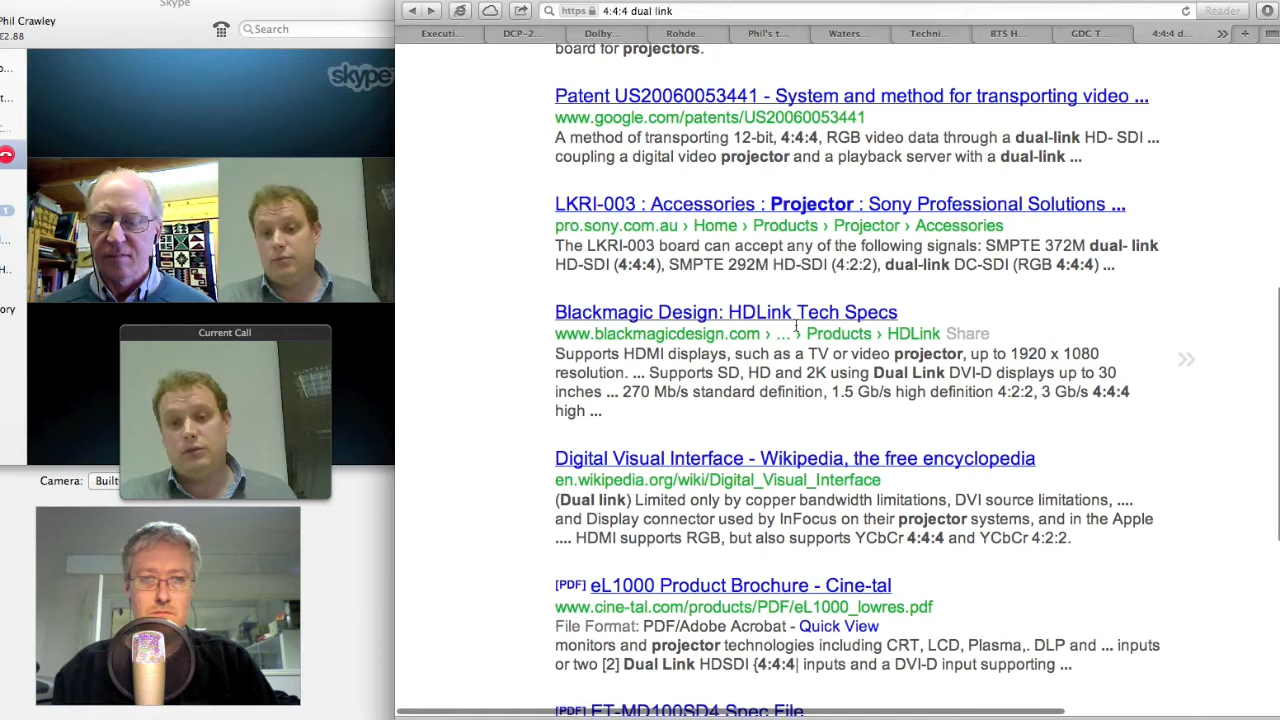 Skype
Phil Crawley
£2.88
Search
skype
Current Call
Camera:
Built
https
4:4:4 dual link
Reader
Executi...
DCP-2...
Dolby...
Rohde...
Phil's t...
Waters...
Techni...
BTS H...
GDC T...
4:4:4 d...
board for projectors.
Patent US20060053441 - System and method for transporting video ...
www.google.com/patents/US20060053441
A method of transporting 12-bit, 4:4:4, RGB video data through a dual-link HD- SDI ...
coupling a digital video projector and a playback server with a dual-link ...
LKRI-003 : Accessories : Projector : Sony Professional Solutions ...
pro.sony.com.au › Home › Products › Projector › Accessories
The LKRI-003 board can accept any of the following signals: SMPTE 372M dual- link
HD-SDI (4:4:4), SMPTE 292M HD-SDI (4:2:2), dual-link DC-SDI (RGB 4:4:4) ...
Blackmagic Design: HDLink Tech Specs
www.blackmagicdesign.com › ... › Products › HDLink Share
Supports HDMI displays, such as a TV or video projector, up to 1920 x 1080
resolution. ... Supports SD, HD and 2K using Dual Link DVI-D displays up to 30
inches ... 270 Mb/s standard definition, 1.5 Gb/s high definition 4:2:2, 3 Gb/s 4:4:4
high ...
Digital Visual Interface - Wikipedia, the free encyclopedia
en.wikipedia.org/wiki/Digital_Visual_Interface
(Dual link) Limited only by copper bandwidth limitations, DVI source limitations, ....
and Display connector used by InFocus on their projector systems, and in the Apple
.... HDMI supports RGB, but also supports YCbCr 4:4:4 and YCbCr 4:2:2.
[PDF] eL1000 Product Brochure - Cine-tal
www.cine-tal.com/products/PDF/eL1000_lowres.pdf
File Format: PDF/Adobe Acrobat - Quick View
monitors and projector technologies including CRT, LCD, Plasma,. DLP and ... inputs
or two [2] Dual Link HDSDI {4:4:4| inputs and a DVI-D input supporting ...
[PDF] ET-MD100SD4 Spec File